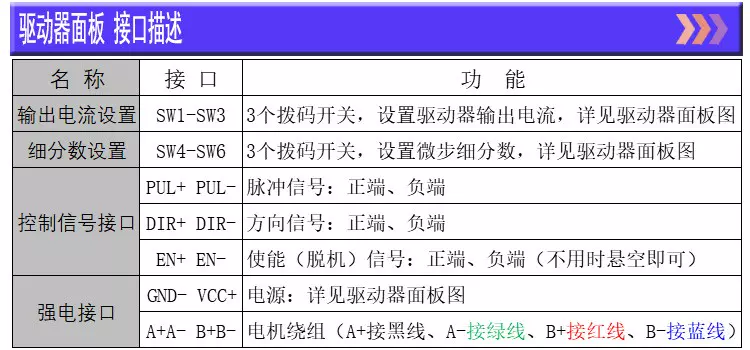 驱动器面板 接口描述
名 称 接 口 功 能
输出电流设置 SW1-SW3 3个拨码开关，设置驱动器输出电流，详见驱动器面板图
细分数设置 SW4-SW6 3个拨码开关，设置微步细分数，详见驱动器面板图
控制信号接口 PUL+ PUL- 脉冲信号：正端、负端
DIR+ DIR- 方向信号：正端、负端
EN+ EN- 使能（脱机）信号：正端、负端（不用时悬空即可）
强电接口 GND- VCC+ 电源：详见驱动器面板图
A+A- B+B- 电机绕组（A+接黑线、A-接绿线、B+接红线、B-接蓝线）